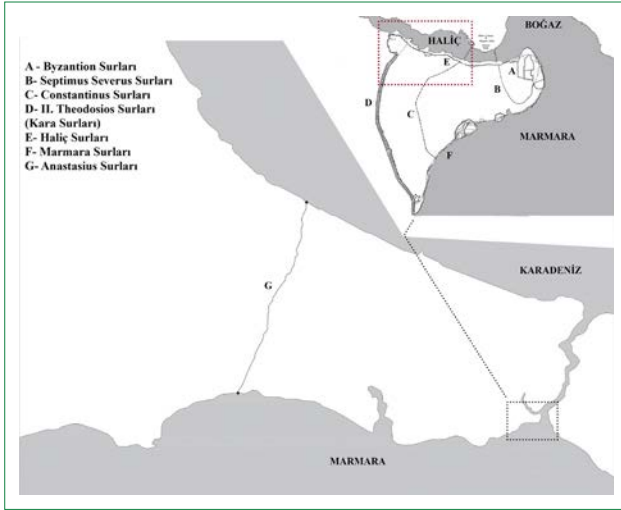 A - Byzantion Surları
B- Septimus Severus Surları
C- Constantinus Surları
D- II. Theodosios Surları
(Kara Surları)
E- Haliç Surları
F- Marmara Surları
G- Anastasius Surları
BOĞAZ
HALİÇ
E
A
B
D
C
MARMARA
F
KARADENİZ
G
MARMARA